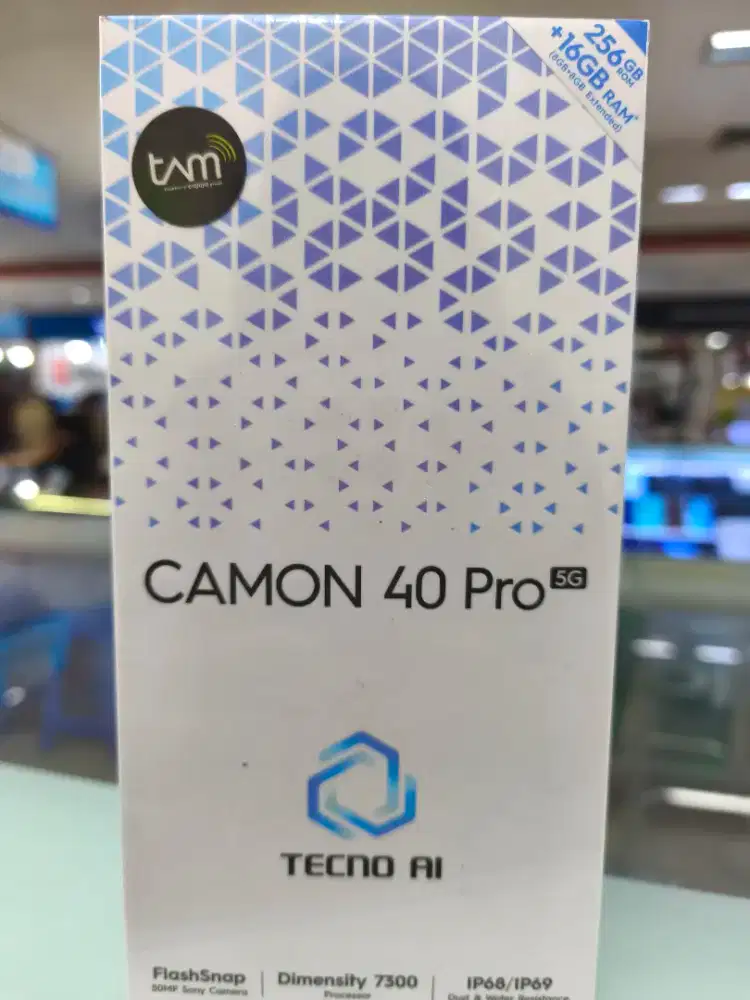 256GB
ROM
+16GB RAM*
(8GB+8GB Extended)
tam
CAMON 40 Pro 5G
TECNO AI
FlashSnap
50MP Sony Camera
Dimensity 7300
Processor
IP68/IP69
Dust & Water Resistance